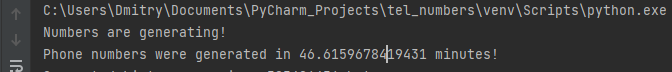 C:\Users\Dmitry\Documents\PyCharm_Projects\tel_numbers\venv\Scripts\python.exe
Numbers are generating!
Phone numbers were generated in 46.6159678419431 minutes!